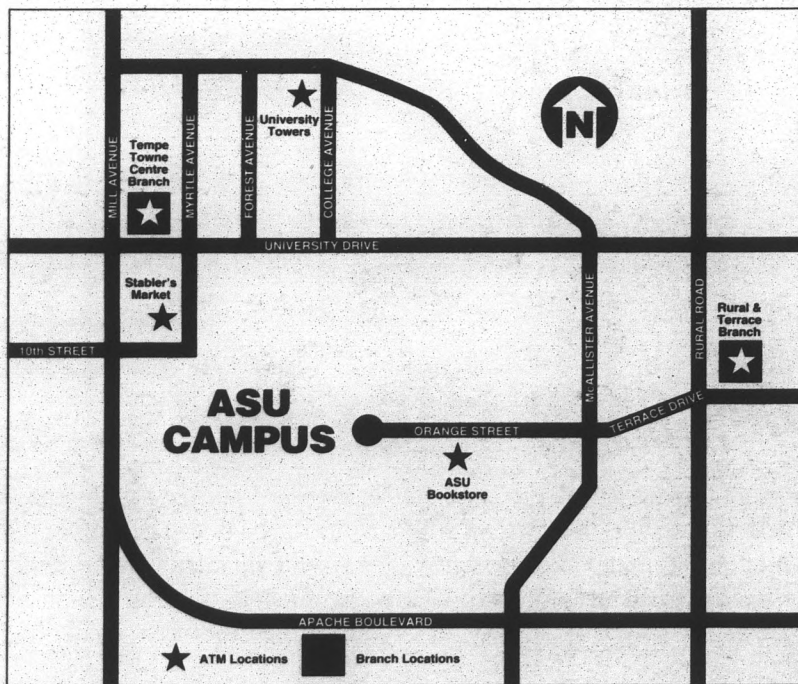 MILL AVENUE
Tempe
Towne
Centre
Branch
MYRTLE AVENUE
FOREST AVENUE
University
Towers
COLLEGE AVENUE
N
UNIVERSITY DRIVE
Stabler's
Market
10th STREET
McALLISTER AVENUE
RURAL ROAD
Rural &
Terrace
Branch
ASU
CAMPUS
ORANGE STREET
TERRACE DRIVE
ASU
Bookstore
APACHE BOULEVARD
ATM Locations
Branch Locations